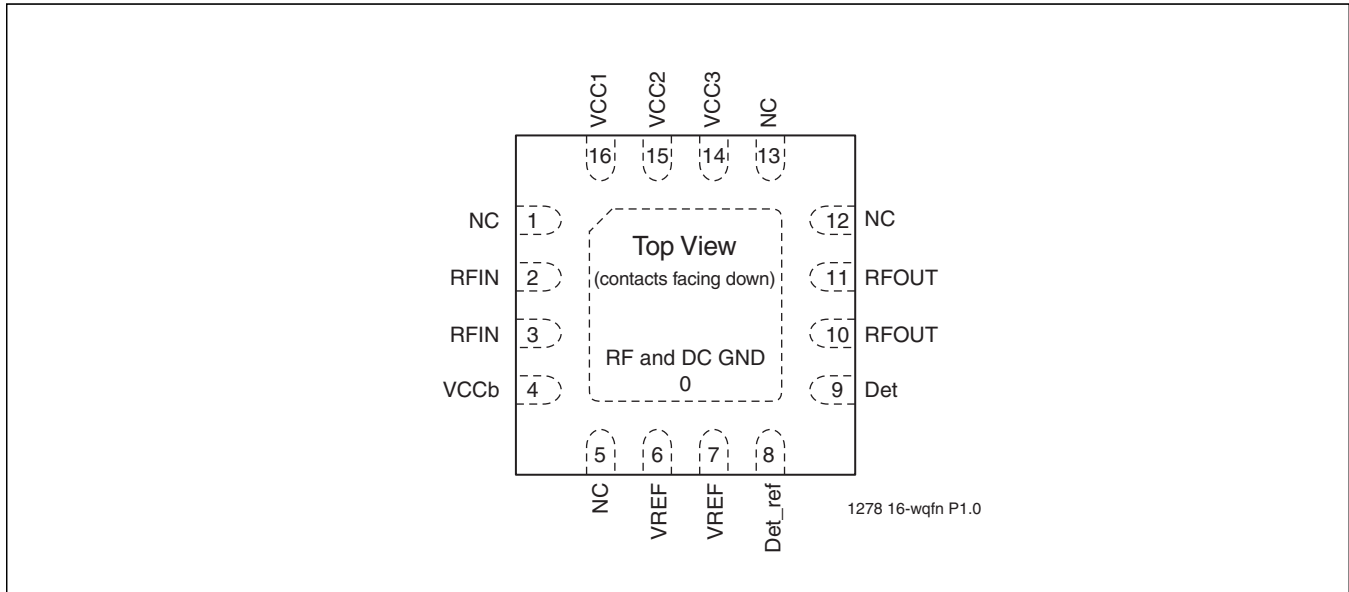 VCC1
VCC2
VCC3
NC
16
15
14
13
NC
1
12
NC
Top View
RFIN
2
(contacts facing down)
11
RFOUT
RFIN
3
10
RFOUT
RF and DC GND
0
VCCb
4
9
Det
5
6
7
8
NC
VREF
VREF
Det_ref
1278 16-wqfn P1.0